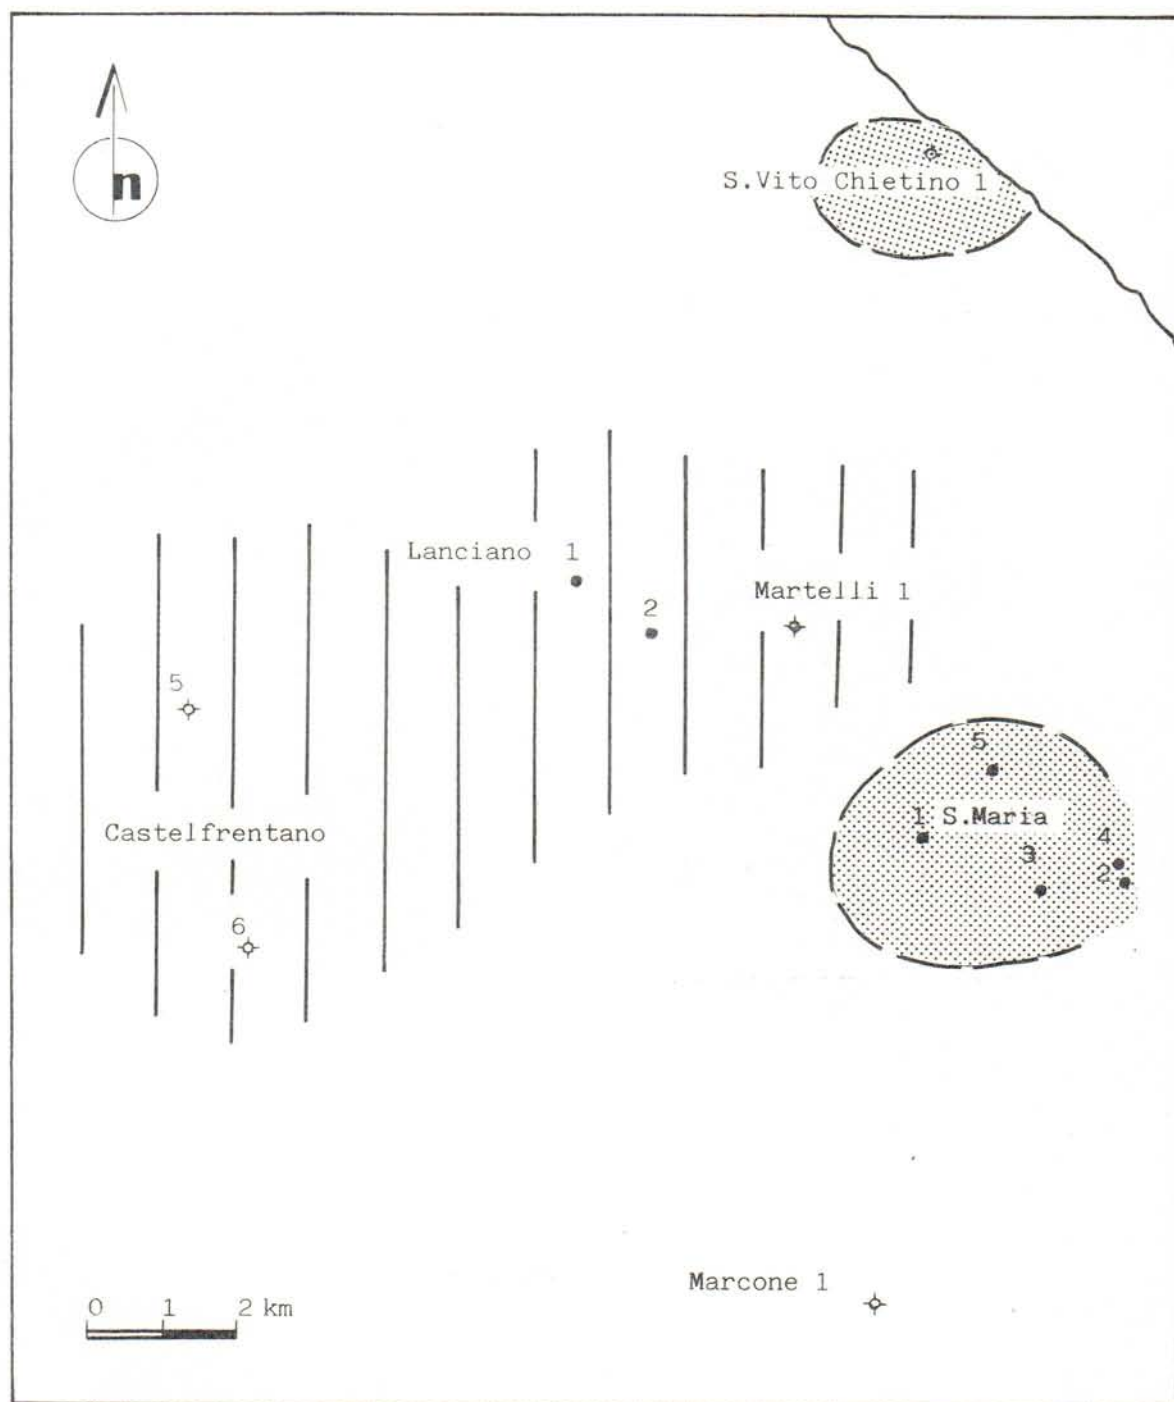 n
S.Vito Chietino 1
Lanciano 1
2
Martelli 1
5
5
1 S.Maria
Castelfrentano
3
4
2
6
Marcone 1
0 1 2 km